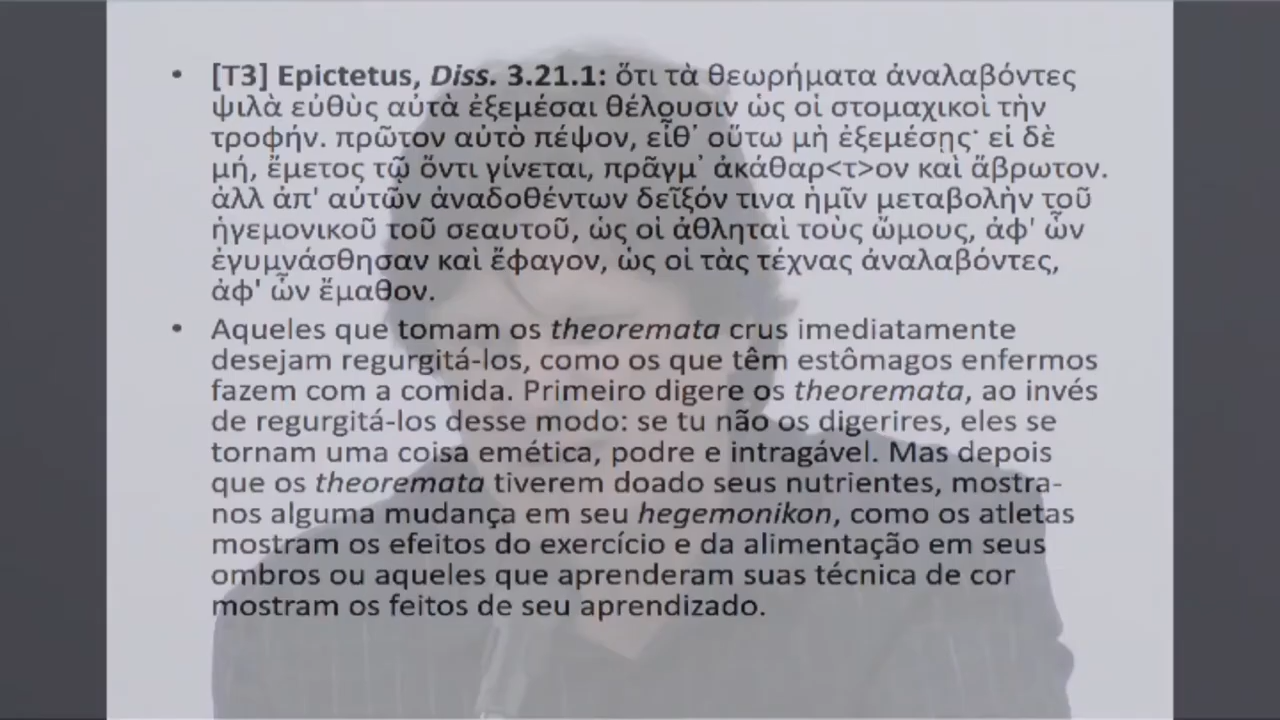 • [T3] Epictetus, Diss. 3.21.1: ὅτι τὰ θεωρήματα ἀναλαβόντες
ψιλὰ εὐθὺς αὐτὰ ἐξεμέσαι θέλουσιν ὡς οἱ στομαχικοὶ τὴν
τροφήν. πρῶτον αὐτὸ πέψον, εἶθ᾽ οὕτω μὴ ἐξεμέσῃς· εἰ δὲ
μή, ἔμετος τῷ ὄντι γίνεται, πρᾶγμ᾽ ἀκάθαρ<τ>ον καὶ ἄβρωτον.
ἀλλ ἀπ' αὐτῶν ἀναδοθέντων δεῖξόν τινα ἡμῖν μεταβολὴν τοῦ
ἡγεμονικοῦ τοῦ σεαυτοῦ, ὡς οἱ ἀθληταὶ τοὺς ὤμους, ἀφ' ὧν
ἐγυμνάσθησαν καὶ ἔφαγον, ὡς οἱ τὰς τέχνας ἀναλαβόντες,
ἀφ' ὧν ἔμαθον.
• Aqueles que tomam os theoremata crus imediatamente
desejam regurgitá-los, como os que têm estômagos enfermos
fazem com a comida. Primeiro digere os theoremata, ao invés
de regurgitá-los desse modo: se tu não os digerires, eles se
tornam uma coisa emética, podre e intragável. Mas depois
que os theoremata tiverem doado seus nutrientes, mostra-
nos alguma mudança em seu hegemonikon, como os atletas
mostram os efeitos do exercício e da alimentação em seus
ombros ou aqueles que aprenderam suas técnica de cor
mostram os feitos de seu aprendizado.